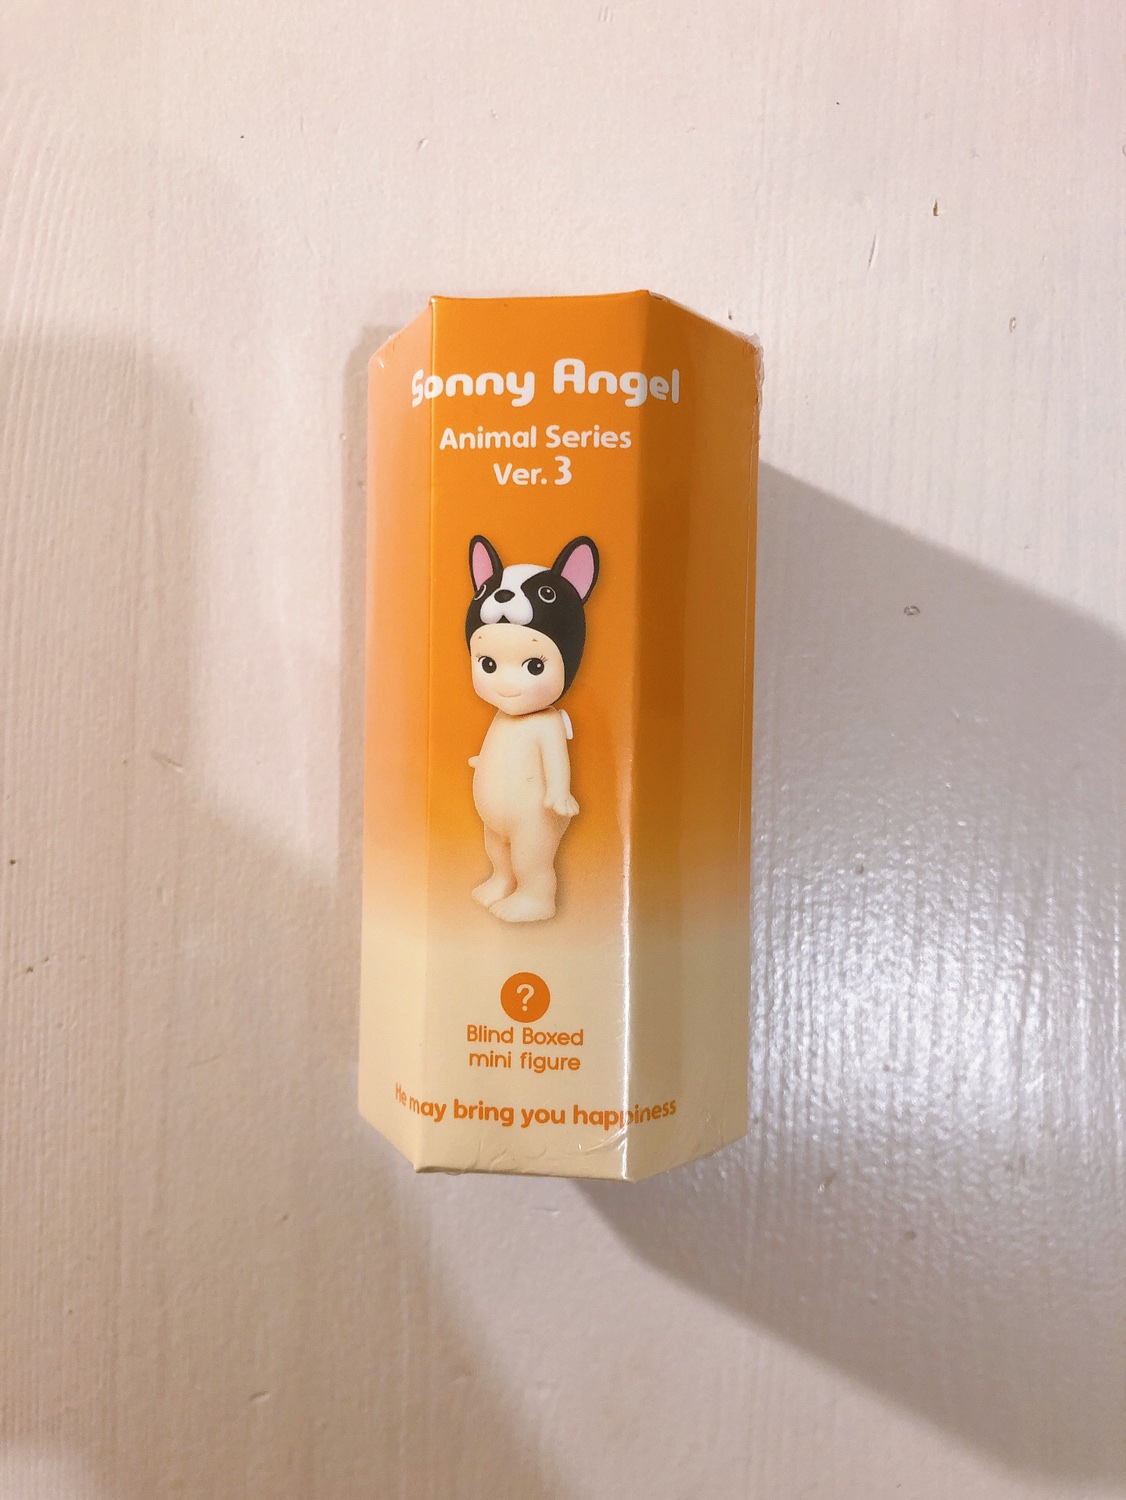 Sonny Angel
Animal Series
Ver. 3
?
Blind Boxed
mini figure
He may bring you happiness